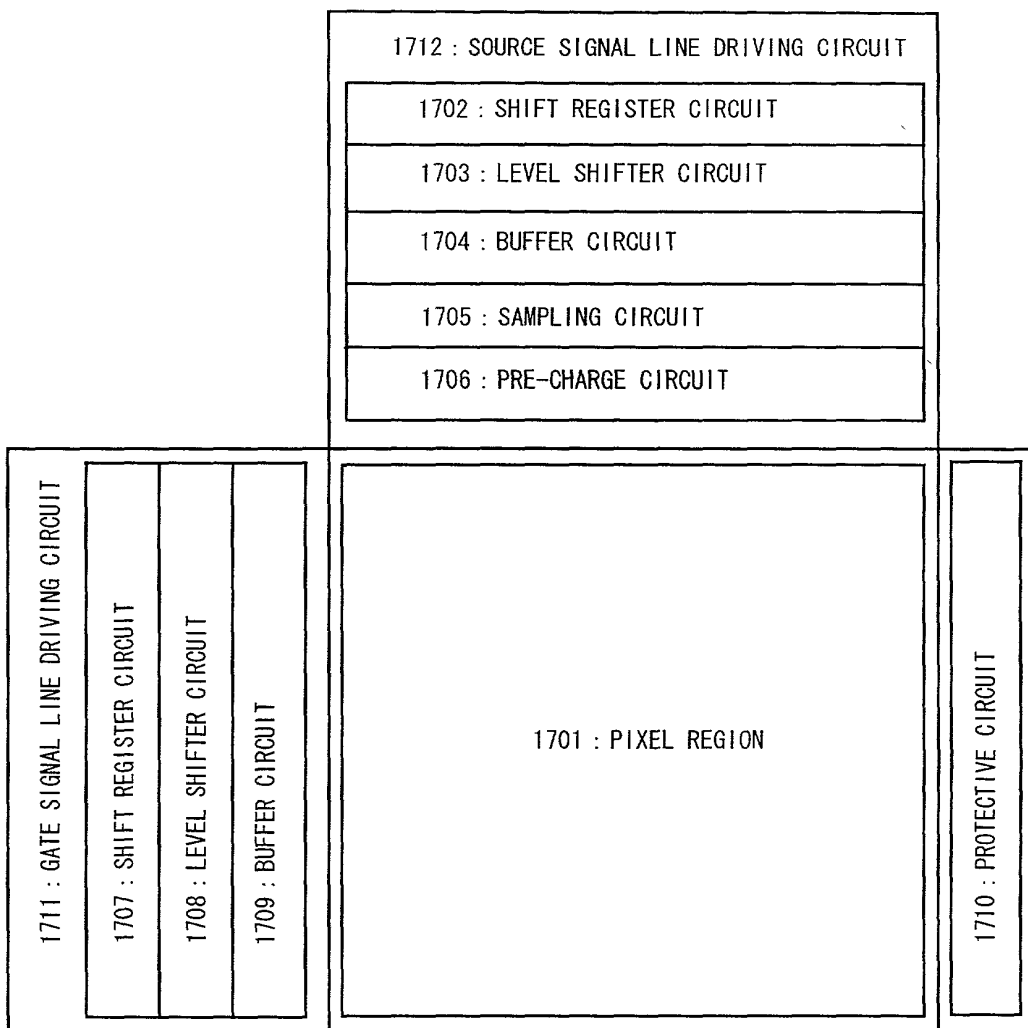 1712 : SOURCE SIGNAL LINE DRIVING CIRCUIT
1702 : SHIFT REGISTER CIRCUIT
1703 : LEVEL SHIFTER CIRCUIT
1704 : BUFFER CIRCUIT
1705 : SAMPLING CIRCUIT
1706 : PRE-CHARGE CIRCUIT
1711 : GATE SIGNAL LINE DRIVING CIRCUIT
1707 : SHIFT REGISTER CIRCUIT
1708 : LEVEL SHIFTER CIRCUIT
1709 : BUFFER CIRCUIT
1701 : PIXEL REGION
1710 : PROTECTIVE CIRCUIT